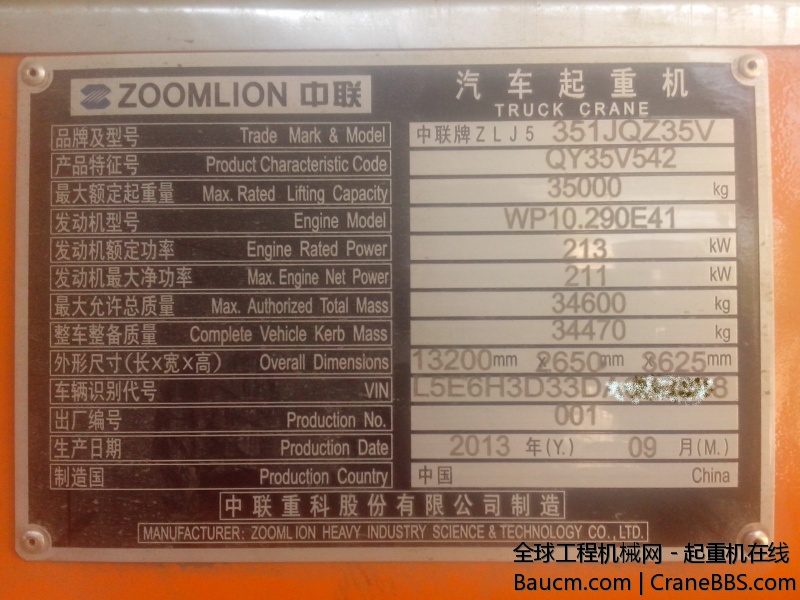 ZOOMLION 中联 汽车起重机
TRUCK CRANE
品牌及型号 Trade Mark & Model 中联牌ZLJ5 351JQZ35V
产品特征号 Product Characteristic Code QY35V542
最大额定起重量 Max. Rated Lifting Capacity 35000 kg
发动机型号 Engine Model WP10.290E41
发动机额定功率 Engine Rated Power 213 kW
发动机最大净功率 Max. Engine Net Power 211 kW
最大允许总质量 Max. Authorized Total Mass 34600 kg
整车整备质量 Complete Vehicle Kerb Mass 34470 kg
外形尺寸(长×宽×高) Overall Dimensions 13200mm × 2650mm × 3625mm
车辆识别代号 VIN L5E6H3D33D 8
出厂编号 Production No. 001
生产日期 Production Date 2013 年(Y.) 09 月(M.)
制造国 Production Country 中国 China
中联重科股份有限公司制造
MANUFACTURER: ZOOMLION HEAVY INDUSTRY SCIENCE & TECHNOLOGY CO., LTD.
全球工程机械网 - 起重机在线
Baucm.com | CraneBBS.com